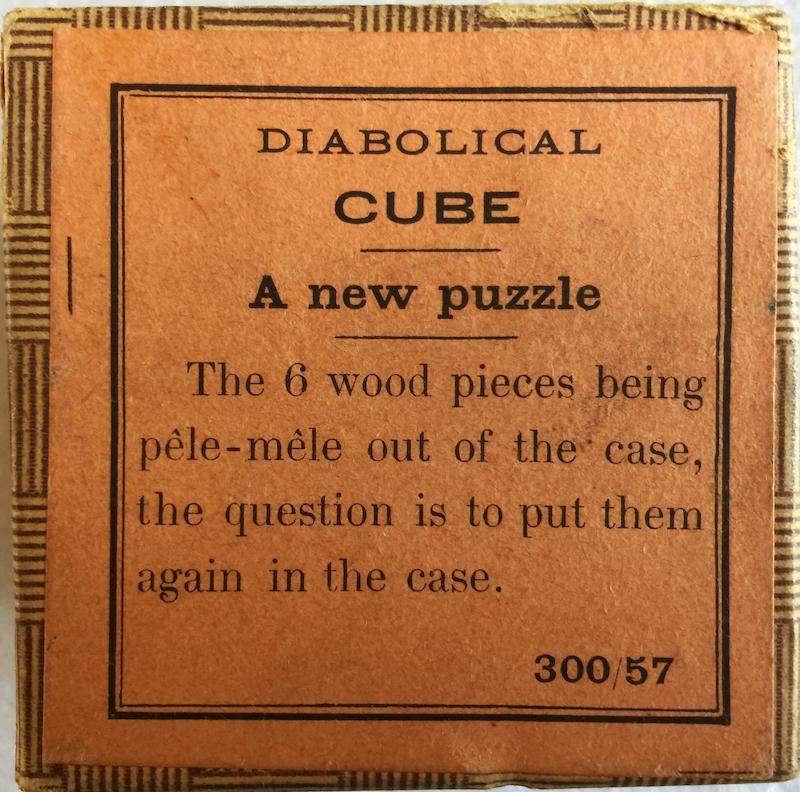 DIABOLICAL
CUBE
A new puzzle
The 6 wood pieces being
pêle-mêle out of the case,
the question is to put them
again in the case.
300/57